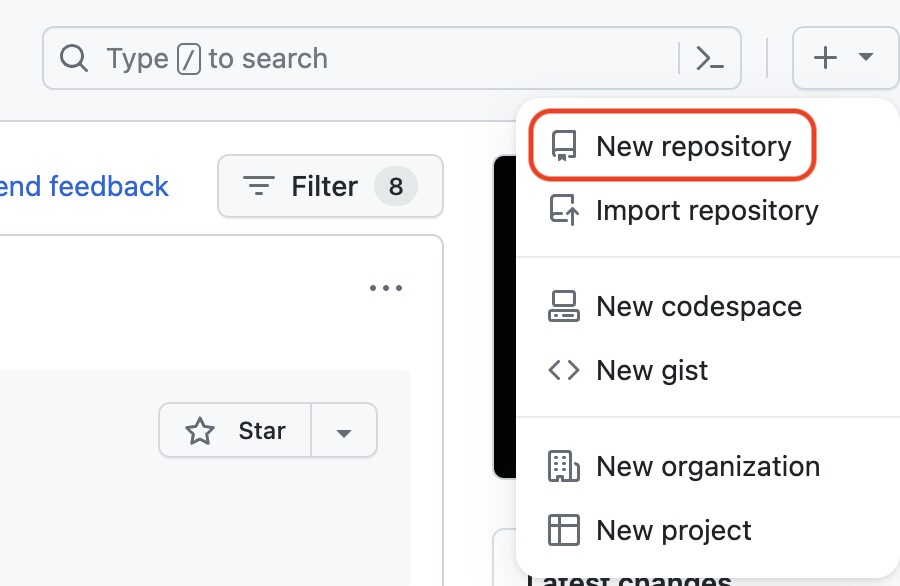 Type / to search
end feedback
Filter 8
Star
New repository
Import repository
New codespace
New gist
New organization
New project
Latest changes